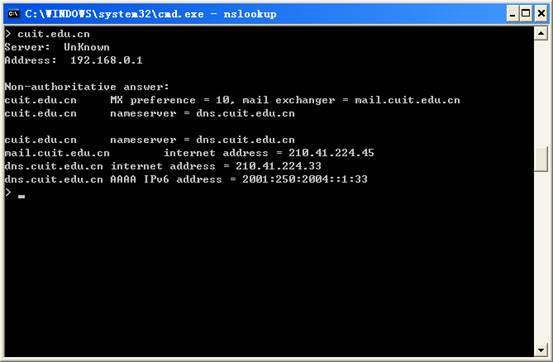 C:\WINDOWS\system32\cmd.exe - nslookup
> cuit.edu.cn
Server:  UnKnown
Address:  192.168.0.1
Non-authoritative answer:
cuit.edu.cn     MX preference = 10, mail exchanger = mail.cuit.edu.cn
cuit.edu.cn     nameserver = dns.cuit.edu.cn
cuit.edu.cn     nameserver = dns.cuit.edu.cn
mail.cuit.edu.cn        internet address = 210.41.224.45
dns.cuit.edu.cn internet address = 210.41.224.33
dns.cuit.edu.cn AAAA IPv6 address = 2001:250:2004::1:33
> _